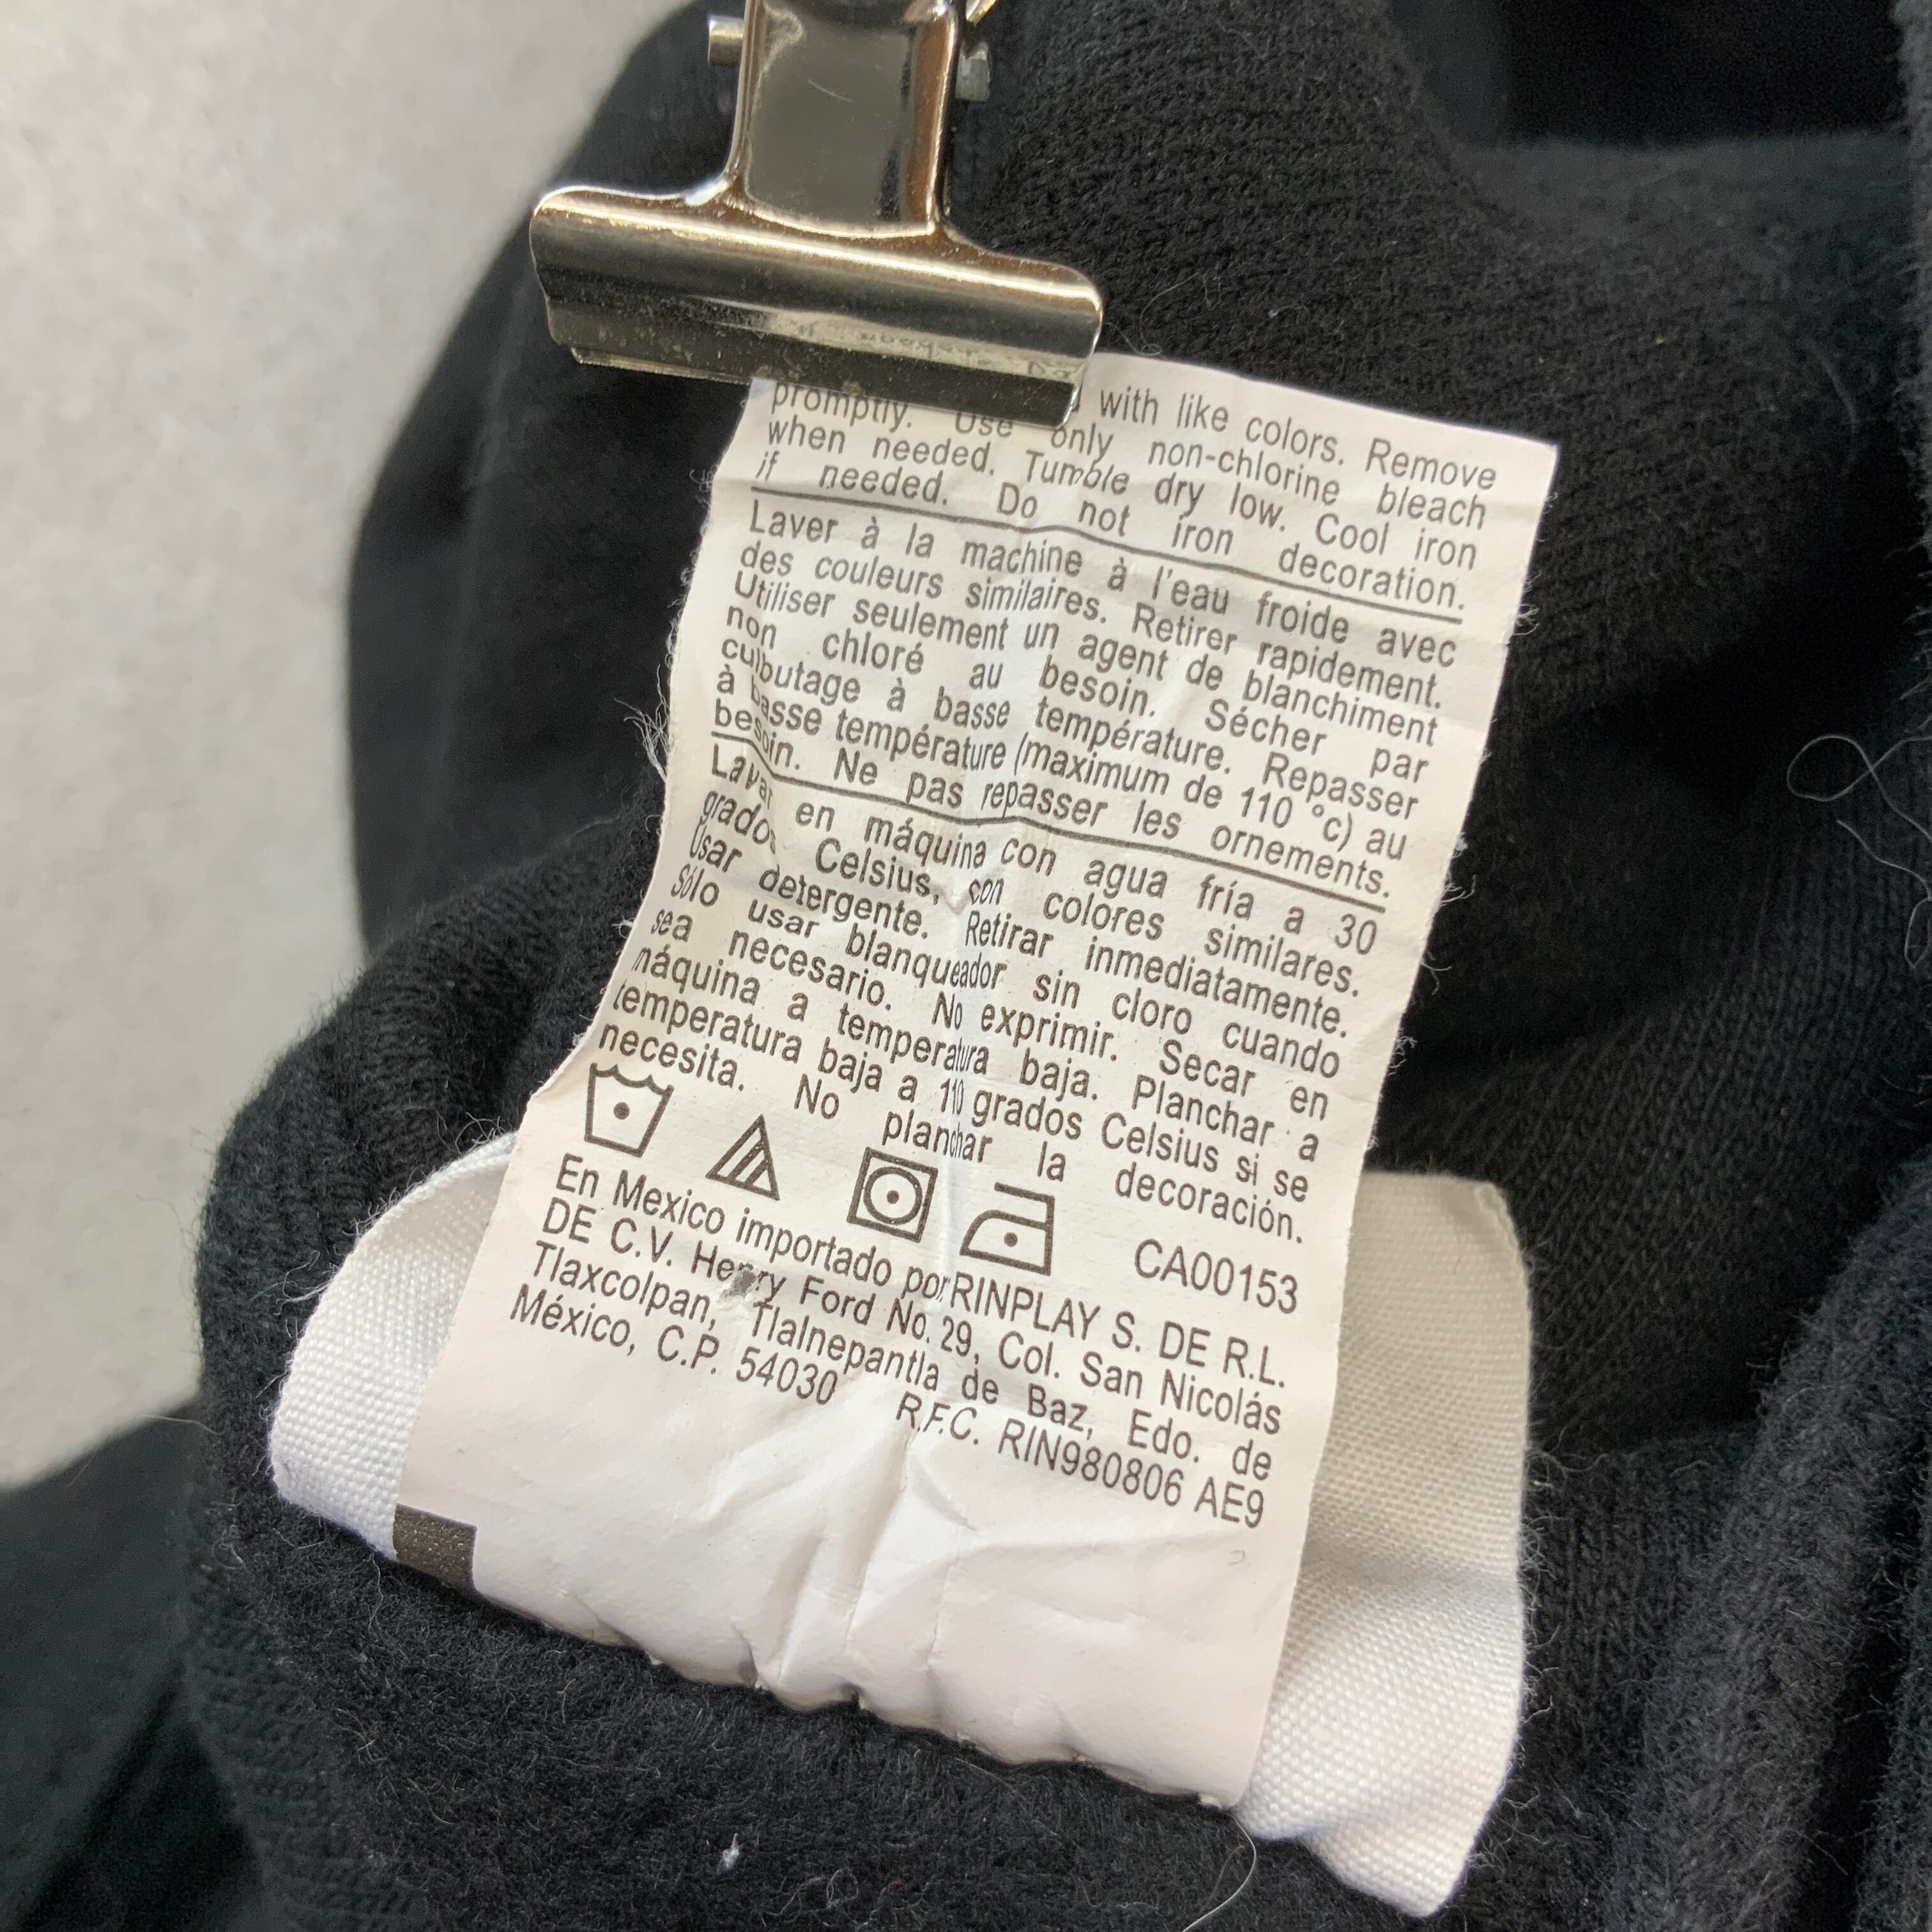 with like colors. Remove
promptly. Use only non-chlorine bleach
when needed. Tumble dry low. Cool iron
if needed. Do not iron decoration.
Laver à la machine à l'eau froide avec
des couleurs similaires. Retirer rapidement.
Utiliser seulement un agent de blanchiment
non chloré au besoin. Sécher par
culbutage à basse température. Repasser
à basse température (maximum de 110 °c) au
besoin. Ne pas repasser les ornements.
Lavar en máquina con agua fría a 30
grados Celsius, con colores similares.
Usar detergente. Retirar inmediatamente.
Sólo usar blanqueador sin cloro cuando
sea necesario. No exprimir. Secar en
máquina a temperatura baja. Planchar a
temperatura baja a 110 grados Celsius si se
necesita. No planchar la decoración.
CA00153
En Mexico importado por RINPLAY S. DE R.L.
DE C.V. Henry Ford No. 29, Col. San Nicolás
Tlaxcolpan, Tlalnepantla de Baz, Edo. de
México, C.P. 54030 R.F.C. RIN980806 AE9